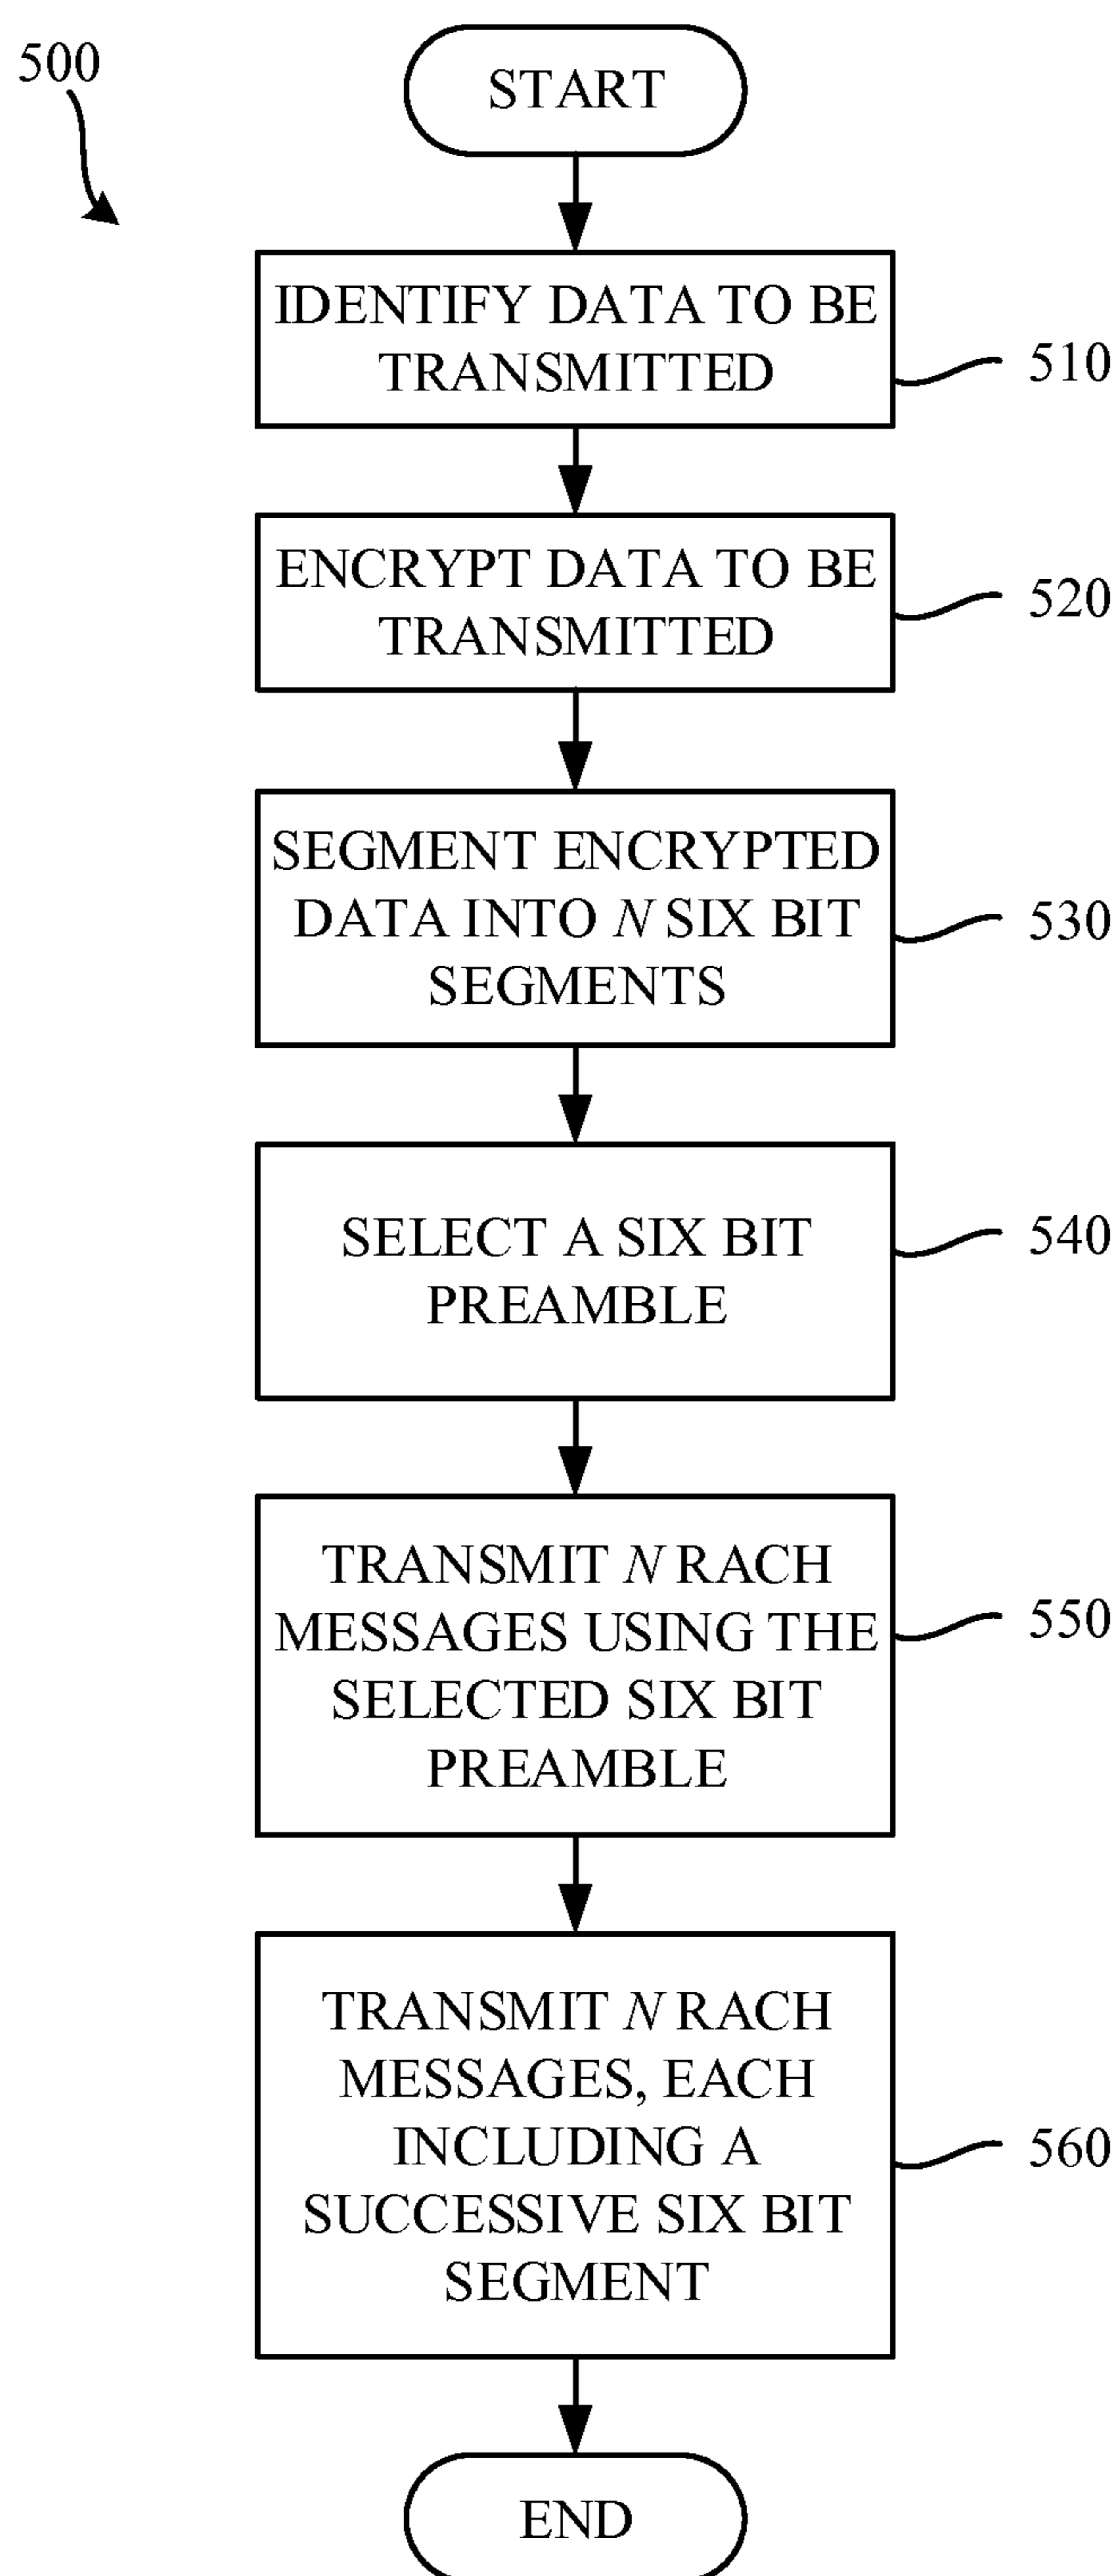 500
START
IDENTIFY DATA TO BE
TRANSMITTED
510
ENCRYPT DATA TO BE
TRANSMITTED
520
SEGMENT ENCRYPTED
DATA INTO N SIX BIT
SEGMENTS
530
SELECT A SIX BIT
PREAMBLE
540
TRANSMIT N RACH
MESSAGES USING THE
SELECTED SIX BIT
PREAMBLE
550
TRANSMIT N RACH
MESSAGES, EACH
INCLUDING A
SUCCESSIVE SIX BIT
SEGMENT
560
END